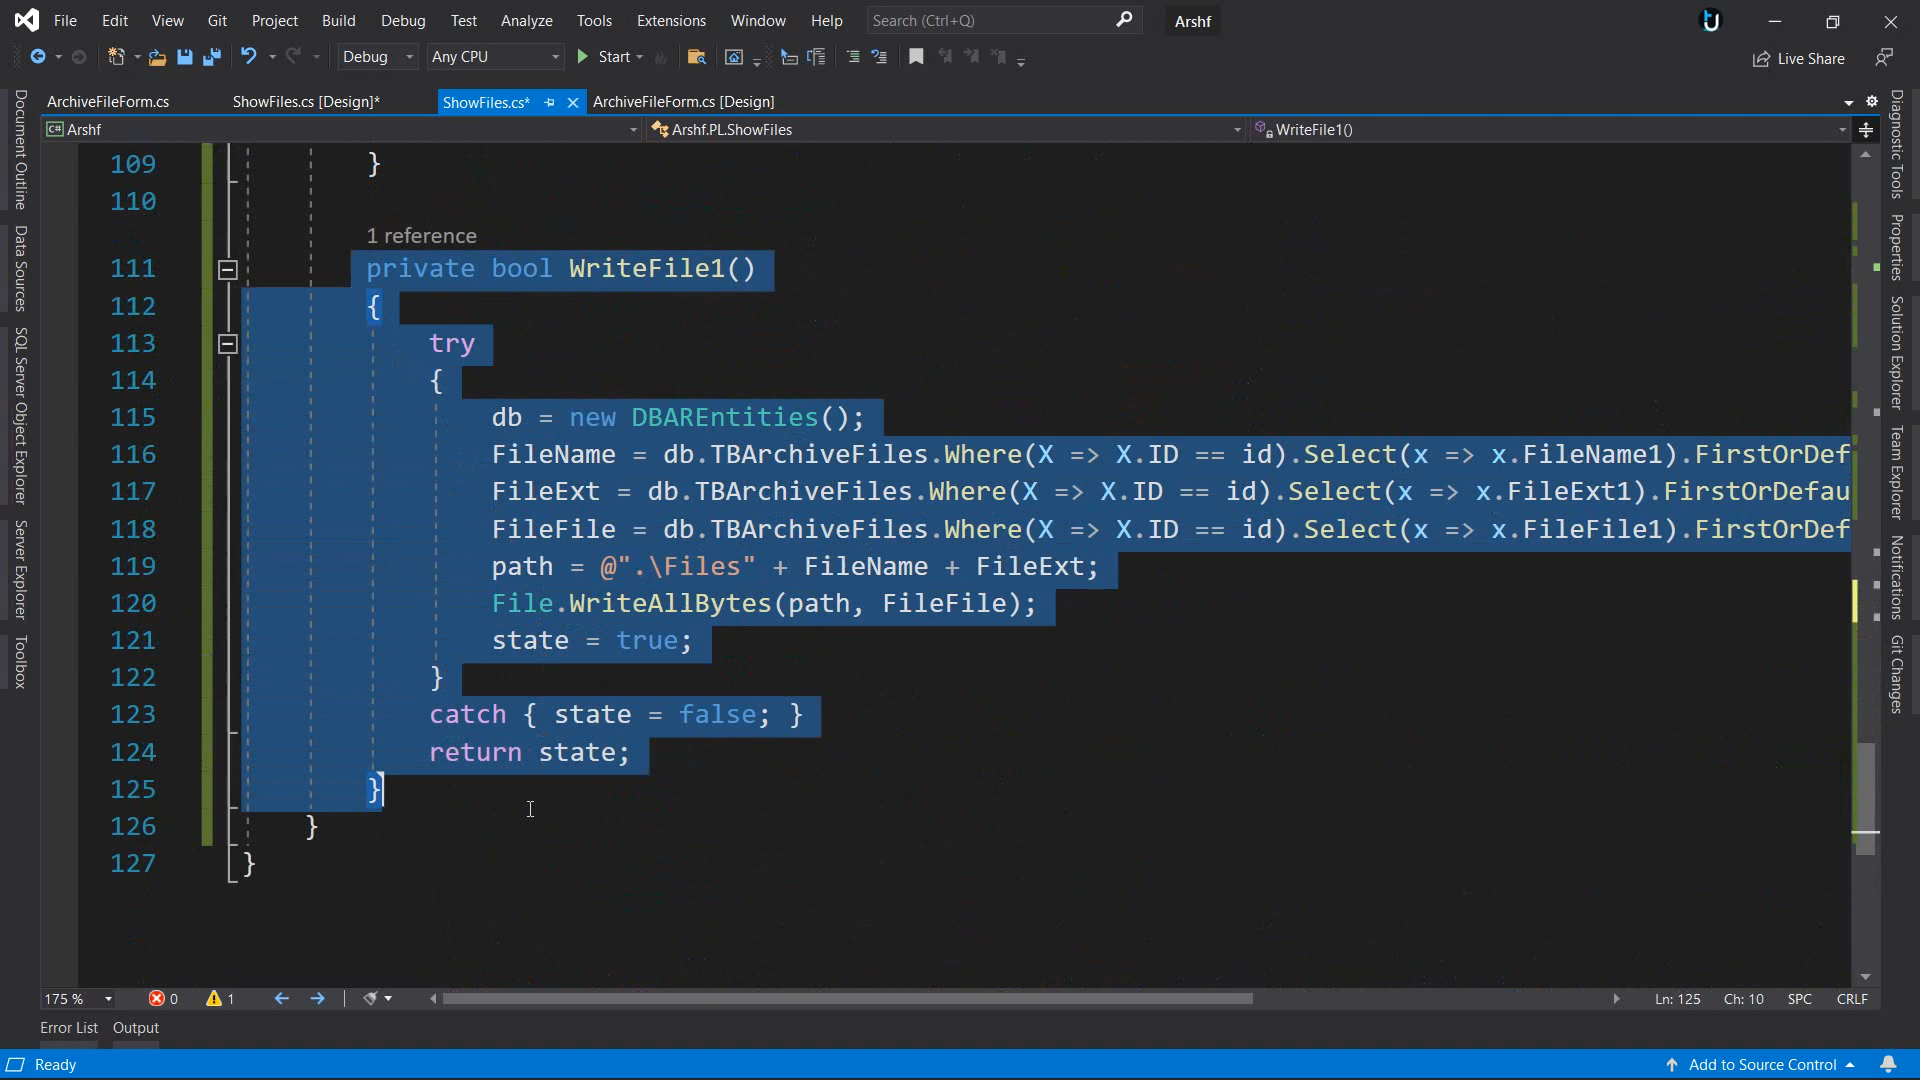 File Edit View Git Project Build Debug Test Analyze Tools Extensions Window Help Search (Ctrl+Q) Arshf
Debug Any CPU Start Live Share
ArchiveFileForm.cs ShowFiles.cs [Design]* ShowFiles.cs* ArchiveFileForm.cs [Design]
C# Arshf Arshf.PL.ShowFiles WriteFile1()
109 }
110
1 reference
111 private bool WriteFile1()
112 {
113 try
114 {
115 db = new DBAREntities();
116 FileName = db.TBArchiveFiles.Where(X => X.ID == id).Select(x => x.FileName1).FirstOrDef
117 FileExt = db.TBArchiveFiles.Where(X => X.ID == id).Select(x => x.FileExt1).FirstOrDefau
118 FileFile = db.TBArchiveFiles.Where(X => X.ID == id).Select(x => x.FileFile1).FirstOrDef
119 path = @".\Files" + FileName + FileExt;
120 File.WriteAllBytes(path, FileFile);
121 state = true;
122 }
123 catch { state = false; }
124 return state;
125 }
126 }
127 }
175 % 0 1 Ln: 125 Ch: 10 SPC CRLF
Error List Output
Ready Add to Source Control
Document Outline
Data Sources
SQL Server Object Explorer
Server Explorer
Toolbox
Diagnostic Tools
Properties
Solution Explorer
Team Explorer
Notifications
Git Changes